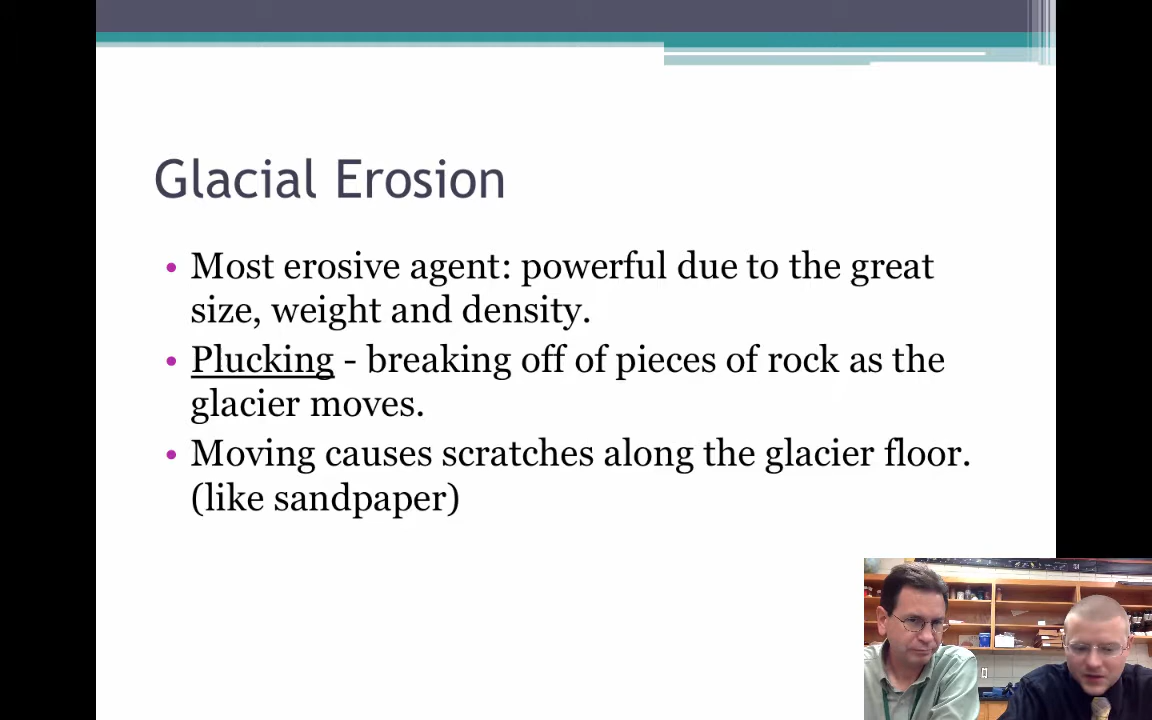 Glacial Erosion
• Most erosive agent: powerful due to the great
size, weight and density.
• Plucking - breaking off of pieces of rock as the
glacier moves.
• Moving causes scratches along the glacier floor.
(like sandpaper)